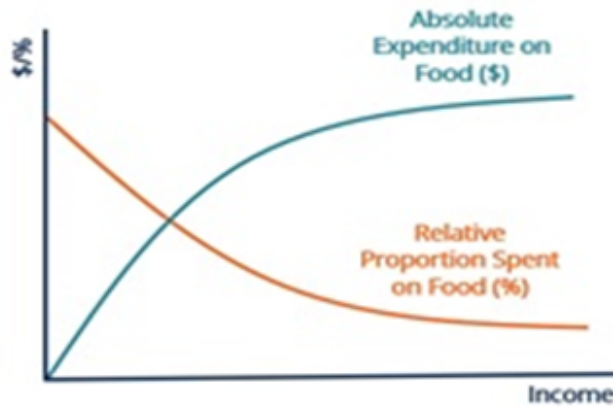 Absolute
Expenditure on
Food ($)
$/%
Relative
Proportion Spent
on Food (%)
Income